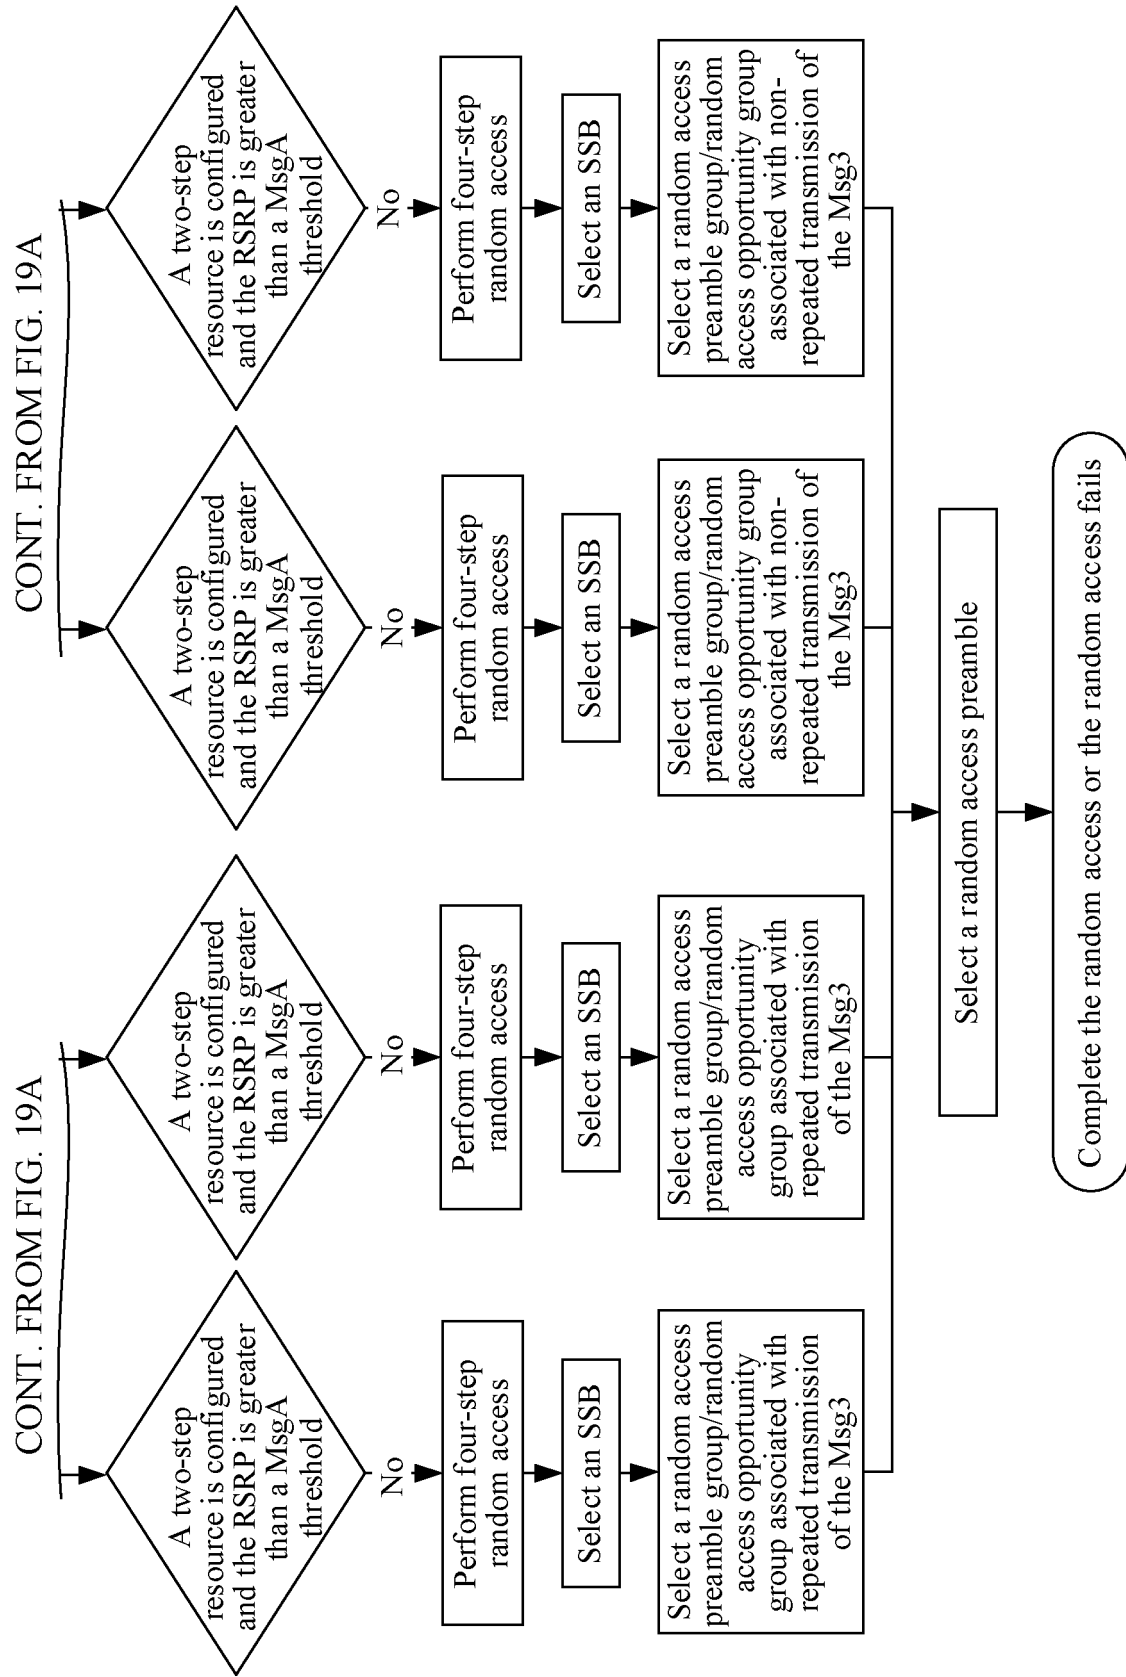 CONT. FROM FIG. 19A
CONT. FROM FIG. 19A
A two-step
resource is configured
and the RSRP is greater
than a MsgA
threshold
A two-step
resource is configured
and the RSRP is greater
than a MsgA
threshold
A two-step
resource is configured
and the RSRP is greater
than a MsgA
threshold
A two-step
resource is configured
and the RSRP is greater
than a MsgA
threshold
No
No
No
No
Perform four-step
random access
Perform four-step
random access
Perform four-step
random access
Perform four-step
random access
Select an SSB
Select an SSB
Select an SSB
Select an SSB
Select a random access
preamble group/random
access opportunity
group associated with
repeated transmission
of the Msg3
Select a random access
preamble group/random
access opportunity
group associated with
repeated transmission
of the Msg3
Select a random access
preamble group/random
access opportunity group
associated with non-
repeated transmission of
the Msg3
Select a random access
preamble group/random
access opportunity group
associated with non-
repeated transmission of
the Msg3
Select a random access preamble
Complete the random access or the random access fails